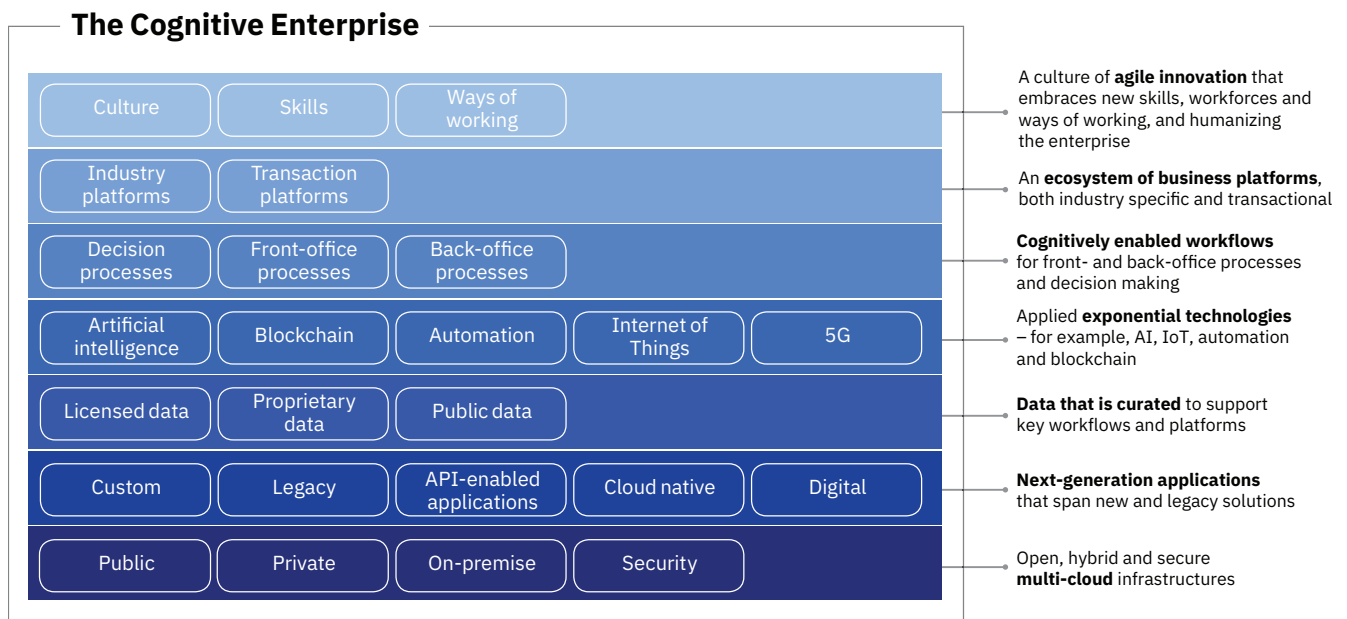 The Cognitive Enterprise
Culture
Skills
Ways of
working
A culture of agile innovation that
embraces new skills, workforces and
ways of working, and humanizing
the enterprise
Industry
platforms
Transaction
platforms
An ecosystem of business platforms,
both industry specific and transactional
Decision
processes
Front-office
processes
Back-office
processes
Cognitively enabled workflows
for front- and back-office processes
and decision making
Artificial
intelligence
Blockchain
Automation
Internet of
Things
5G
Applied exponential technologies
– for example, AI, IoT, automation
and blockchain
Licensed data
Proprietary
data
Public data
Data that is curated to support
key workflows and platforms
Custom
Legacy
API-enabled
applications
Cloud native
Digital
Next-generation applications
that span new and legacy solutions
Public
Private
On-premise
Security
Open, hybrid and secure
multi-cloud infrastructures